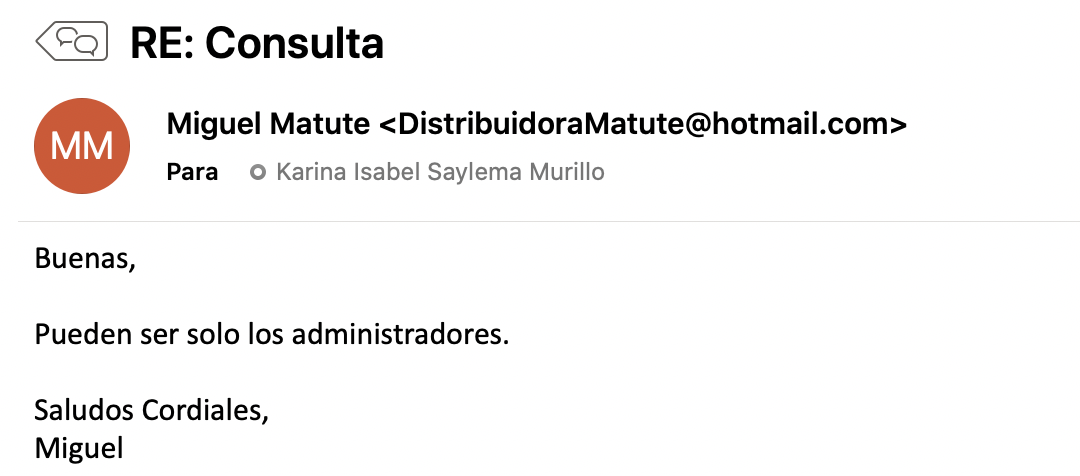 RE: Consulta
MM
Miguel Matute <DistribuidoraMatute@hotmail.com>
Para Karina Isabel Saylema Murillo
Buenas,
Pueden ser solo los administradores.
Saludos Cordiales,
Miguel